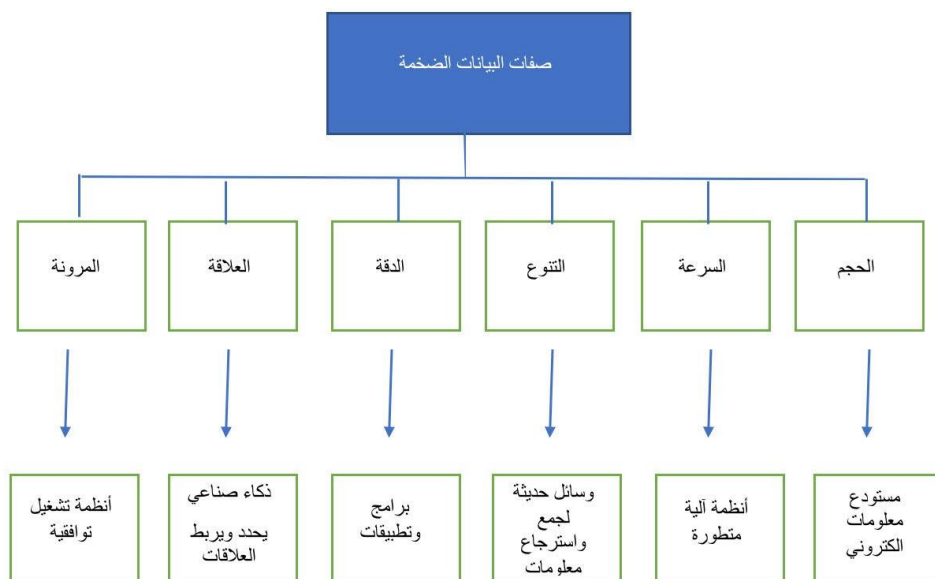 صفات البيانات الضخمة
الحجم
السرعة
التنوع
الدقة
العلاقة
المرونة
مستودع
معلومات
الكتروني
أنظمة آلية
متطورة
وسائل حديثة
لجمع
واسترجاع
معلومات
برامج
وتطبيقات
ذكاء صناعي
يحدد ويربط
العلاقات
أنظمة تشغيل
توافقية